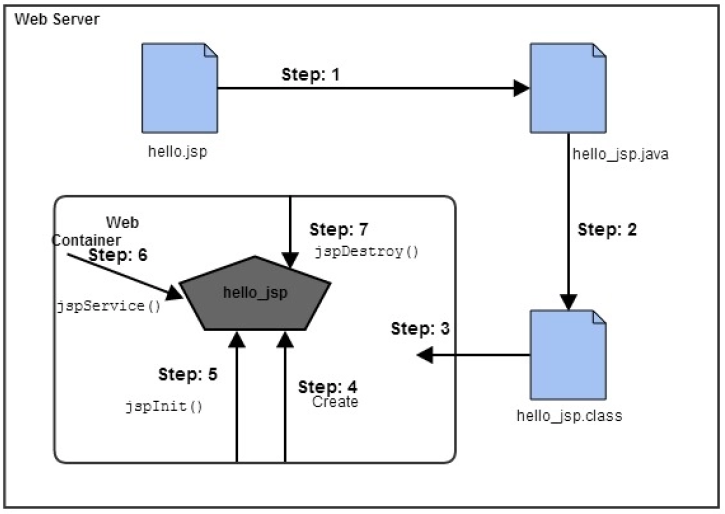 Web Server
Step: 1
hello.jsp
hello_jsp.java
Step: 2
Web
Container
Step: 7
jspDestroy()
Step: 6
hello_jsp
jspService()
Step: 3
Step: 5
jspInit()
Step: 4
Create
hello_jsp.class